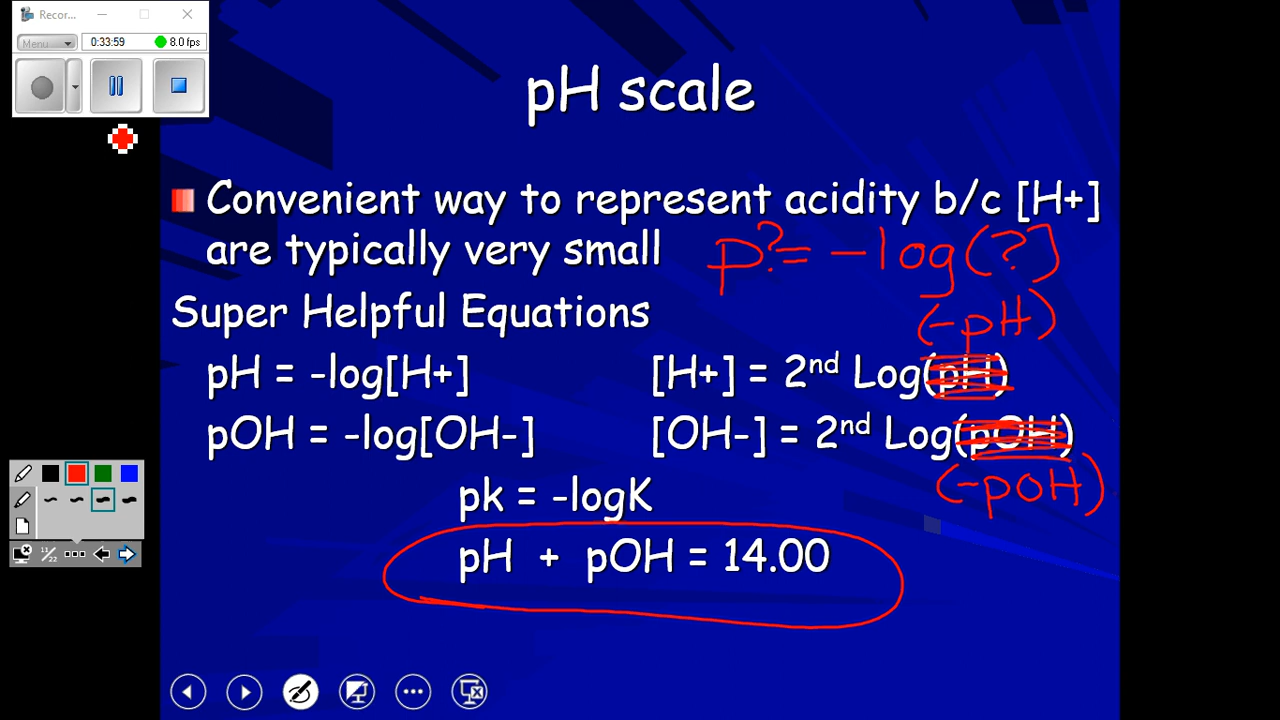 Recor...
Menu
0:33:59
8.0 fps
pH scale
Convenient way to represent acidity b/c [H+]
are typically very small
p?= -log(?]
Super Helpful Equations
(-pH)
pH = -log[H+] [H+] = 2nd Log(pH)
pOH = -log[OH-] [OH-] = 2nd Log(pOH)
(-pOH)
pk = -logK
pH + pOH = 14.00
11/22